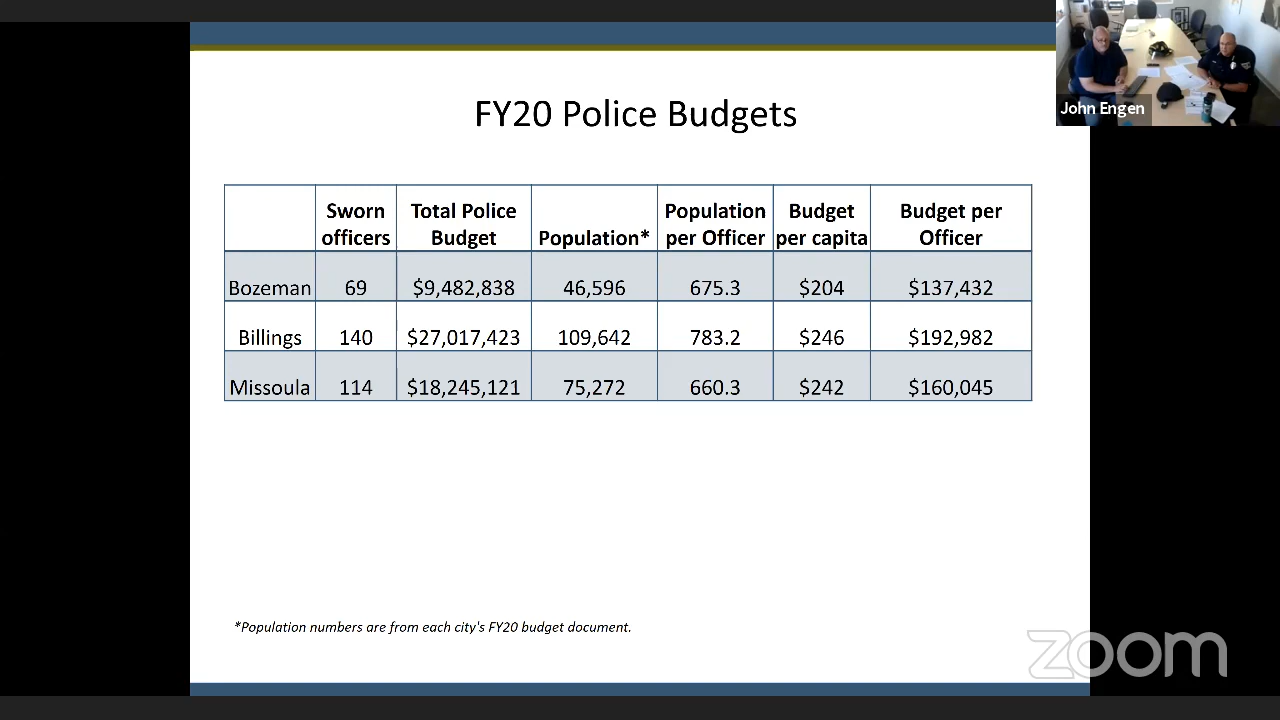 John Engen
FY20 Police Budgets
Sworn officers Total Police Budget Population* Population per Officer Budget per capita Budget per Officer
Bozeman 69 $9,482,838 46,596 675.3 $204 $137,432
Billings 140 $27,017,423 109,642 783.2 $246 $192,982
Missoula 114 $18,245,121 75,272 660.3 $242 $160,045
*Population numbers are from each city's FY20 budget document.
zoom